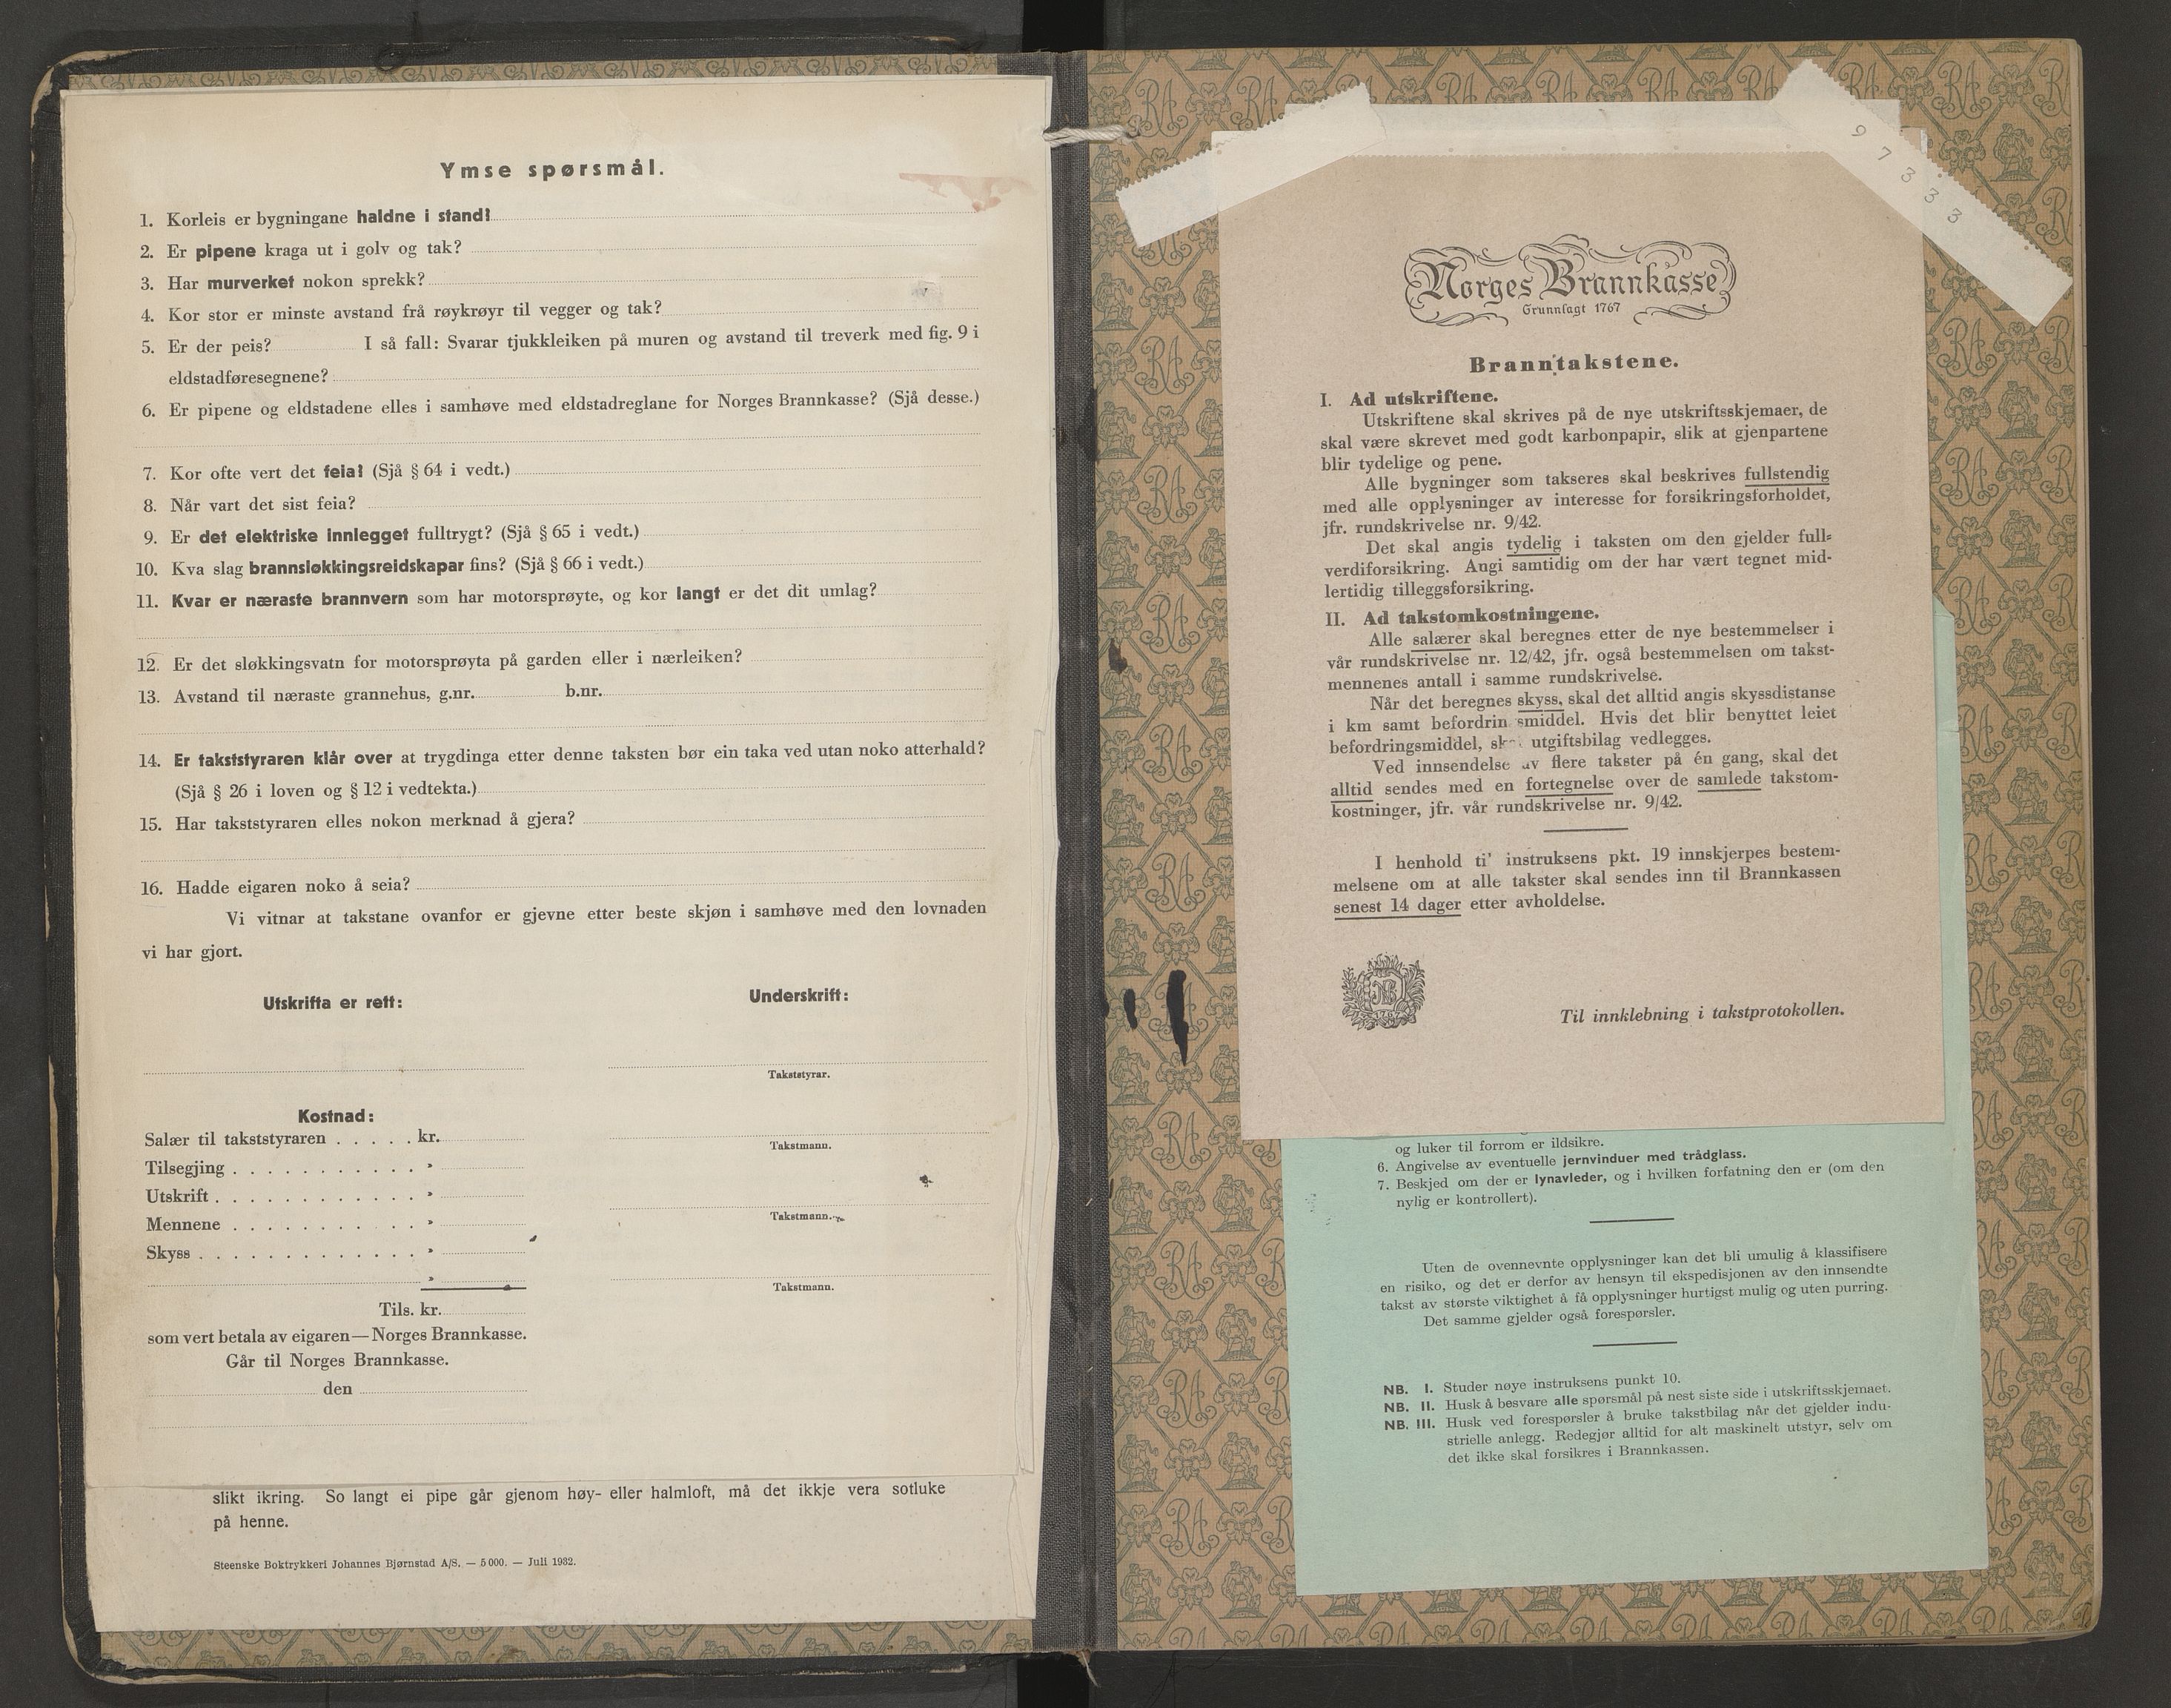 Ymse spørsmål.
1. Korleis er bygningane haldne i stand?
2. Er pipene kraga ut i golv og tak?
3. Har murverket nokon sprekk?
4. Kor stor er minste avstand frå røykrøyr til vegger og tak?
5. Er der peis? I så fall: Svarar tjukkleiken på muren og avstand til treverk med fig. 9 i
eldstadføresegnene?
6. Er pipene og eldstadene elles i samhøve med eldstadreglane for Norges Brannkasse? (Sjå desse.)
7. Kor ofte vert det feia? (Sjå § 64 i vedt.)
8. Når vart det sist feia?
9. Er det elektriske innlegget fulltrygt? (Sjå § 65 i vedt.)
10. Kva slag brannsløkkingsreidskapar fins? (Sjå § 66 i vedt.)
11. Kvar er næraste brannvern som har motorsprøyte, og kor langt er det dit umlag?
12. Er det sløkkingsvatn for motorsprøyta på garden eller i nærleiken?
13. Avstand til næraste grannehus, g.nr. b.nr.
14. Er takststyraren klår over at trygdinga etter denne taksten bør ein taka ved utan noko atterhald?
(Sjå § 26 i loven og § 12 i vedtekta.)
15. Har takststyraren elles nokon merknad å gjera?
16. Hadde eigaren noko å seia?
Vi vitnar at takstane ovanfor er gjevne etter beste skjøn i samhøve med den lovnaden
vi har gjort.
Utskrifta er rett:
Underskrift:
Takststyrar.
Kostnad:
Salær til takststyraren . . . . . kr.
Takstmann.
Tilsegjing . . . . . . . . . . . »
Utskrift . . . . . . . . . . . . »
Mennene . . . . . . . . . . . »
Takstmann.
Skyss . . . . . . . . . . . . . »
»
Takstmann.
Tils. kr.
som vert betala av eigaren — Norges Brannkasse.
Går til Norges Brannkasse.
den
slikt ikring. So langt ei pipe går gjenom høy- eller halmloft, må det ikkje vera sotluke
på henne.
Steenske Boktrykkeri Johannes Bjørnstad A/S. — 5 000. — Juli 1932.
9 7 3 3 3
Norges Brannkasse
Grunnlagt 1767
Branntakstene.
I. Ad utskriftene.
Utskriftene skal skrives på de nye utskriftsskjemaer, de
skal være skrevet med godt karbonpapir, slik at gjenpartene
blir tydelige og pene.
Alle bygninger som takseres skal beskrives fullstendig
med alle opplysninger av interesse for forsikringsforholdet,
jfr. rundskrivelse nr. 9/42.
Det skal angis tydelig i taksten om den gjelder full-
verdiforsikring. Angi samtidig om der har vært tegnet mid-
lertidig tilleggsforsikring.
II. Ad takstomkostningene.
Alle salærer skal beregnes etter de nye bestemmelser i
vår rundskrivelse nr. 12/42, jfr. også bestemmelsen om takst-
mennenes antall i samme rundskrivelse.
Når det beregnes skyss, skal det alltid angis skyssdistanse
i km samt befordrin smiddel. Hvis det blir benyttet leiet
befordringsmiddel, sk utgiftsbilag vedlegges.
Ved innsendelse av flere takster på én gang, skal det
alltid sendes med en fortegnelse over de samlede takstom-
kostninger, jfr. vår rundskrivelse nr. 9/42.
I henhold ti' instruksens pkt. 19 innskjerpes bestem-
melsene om at alle takster skal sendes inn til Brannkassen
senest 14 dager etter avholdelse.
NB
1767
Til innklebning i takstprotokollen.
og luker til forrom er ildsikre.
6. Angivelse av eventuelle jernvinduer med trådglass.
7. Beskjed om der er lynavleder, og i hvilken forfatning den er (om den
nylig er kontrollert).
Uten de ovennevnte opplysninger kan det bli umulig å klassifisere
en risiko, og det er derfor av hensyn til ekspedisjonen av den innsendte
takst av største viktighet å få opplysninger hurtigst mulig og uten purring.
Det samme gjelder også forespørsler.
NB. I. Studer nøye instruksens punkt 10.
NB. II. Husk å besvare alle spørsmål på nest siste side i utskriftsskjemaet.
NB. III. Husk ved forespørsler å bruke takstbilag når det gjelder indu-
strielle anlegg. Redegjør alltid for alt maskinelt utstyr, selv om
det ikke skal forsikres i Brannkassen.